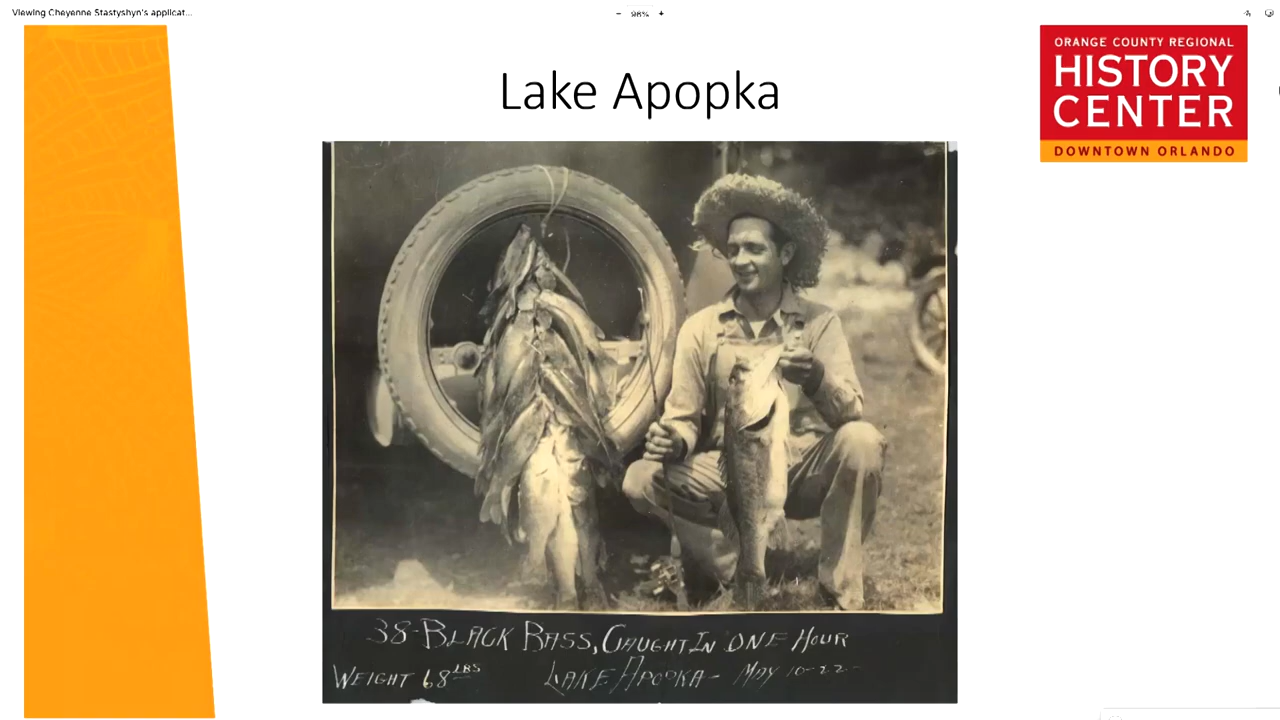 Viewing Cheyenne Stastyshyn's applicat...
− 96% +
Lake Apopka
ORANGE COUNTY REGIONAL
HISTORY
CENTER
DOWNTOWN ORLANDO
38-BLACK BASS, CAUGHT IN ONE HOUR
WEIGHT 68 LBS LAKE APOPKA- MAY 10-22-